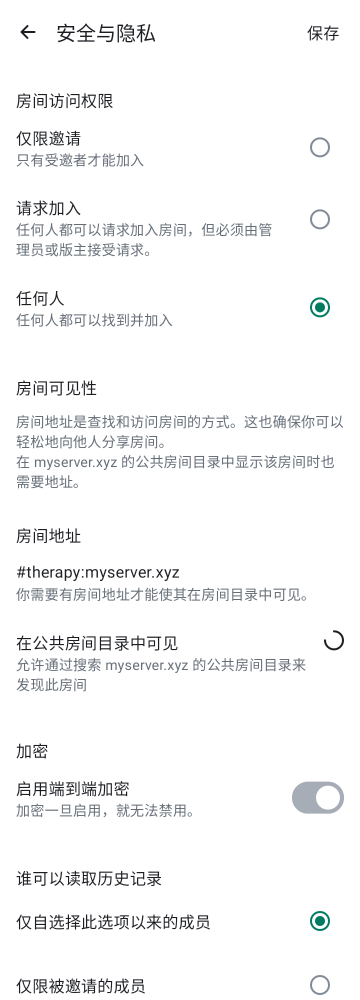 安全与隐私
保存
房间访问权限
仅限邀请
只有受邀者才能加入
请求加入
任何人都可以请求加入房间，但必须由管
理员或版主接受请求。
任何人
任何人都可以找到并加入
房间可见性
房间地址是查找和访问房间的方式。这也确保你可以
轻松地向他人分享房间。
在 myserver.xyz 的公共房间目录中显示该房间时也
需要地址。
房间地址
#therapy:myserver.xyz
你需要有房间地址才能使其在房间目录中可见。
在公共房间目录中可见
允许通过搜索 myserver.xyz 的公共房间目录来
发现此房间
加密
启用端到端加密
加密一旦启用，就无法禁用。
谁可以读取历史记录
仅自选择此选项以来的成员
仅限被邀请的成员